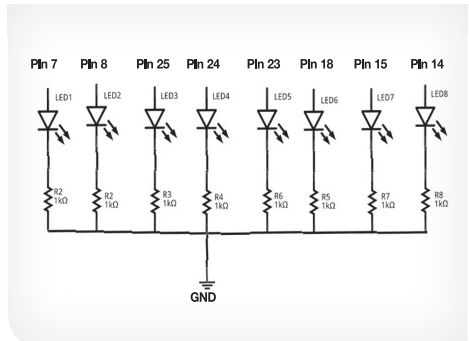 Pin 7 Pin 8 Pin 25 Pin 24 Pin 23 Pin 18 Pin 15 Pin 14
LED1 LED2 LED3 LED4 LED5 LED6 LED7 LED8
R2 R2 R3 R4 R6 R5 R7 R8
1kΩ 1kΩ 1kΩ 1kΩ 1kΩ 1kΩ 1kΩ 1kΩ
GND